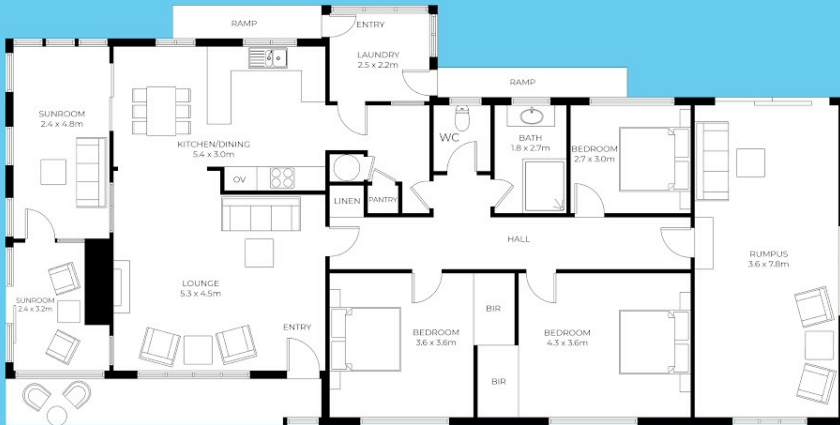 RAMP
ENTRY
LAUNDRY
2.5 x 2.2m
RAMP
SUNROOM
2.4 x 4.8m
KITCHEN/DINING
5.4 x 3.0m
WC
BATH
1.8 x 2.7m
BEDROOM
2.7 x 3.0m
OV
LINEN
PANTRY
HALL
RUMPUS
3.6 x 7.8m
LOUNGE
5.3 x 4.5m
SUNROOM
2.4 x 3.2m
ENTRY
BEDROOM
3.6 x 3.6m
BIR
BIR
BEDROOM
4.3 x 3.6m